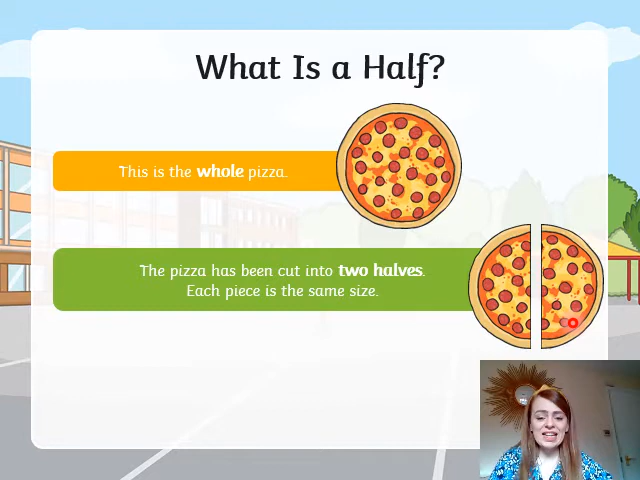 What Is a Half?
This is the whole pizza.
The pizza has been cut into two halves.
Each piece is the same size.